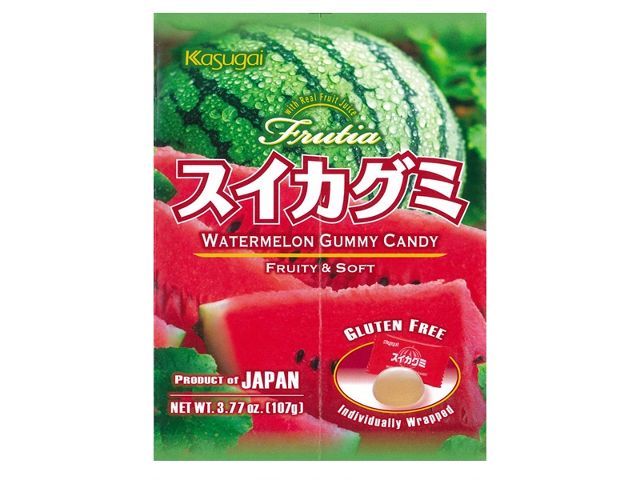 Kasugai
with Real Fruit Juice
Frutia
スイカグミ
WATERMELON GUMMY CANDY
FRUITY & SOFT
GLUTEN FREE
Kasugai
スイカグミ
Individually Wrapped
PRODUCT of JAPAN
NET WT. 3.77 oz. (107g)